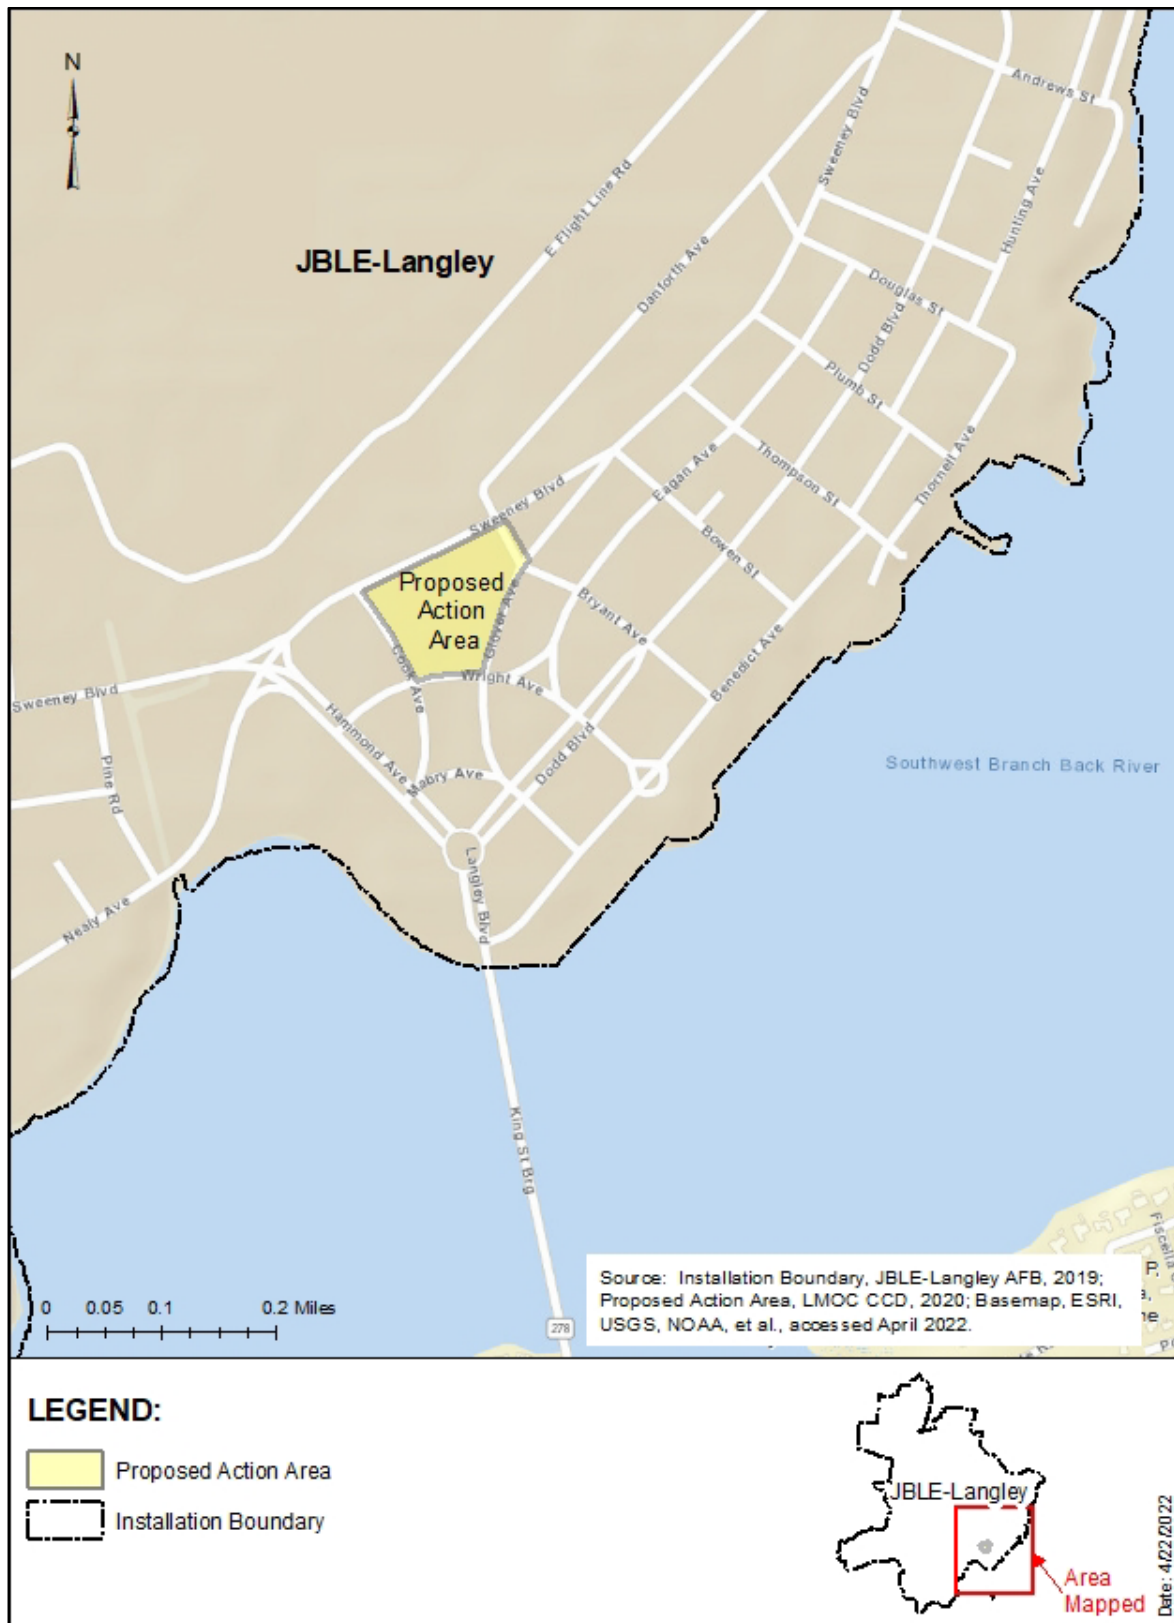 N
JBLE-Langley
Andrews St
Sweeney Blvd
E Flight Line Rd
Hunting Ave
Danforth Ave
Douglas St
Dodd Blvd
Plumb St
Thornell Ave
Eagan Ave
Thompson St
Sweeney Blvd
Bowen St
Proposed
Action
Area
Glover Ave
Bryant Ave
Cook Ave
Wright Ave
Benedict Ave
Sweeney Blvd
Hammond Ave
Dodd Blvd
Mabry Ave
Pine Rd
Southwest Branch Back River
Langley Blvd
Nealy Ave
King St Brg
Fiscella
0 0.05 0.1 0.2 Miles
278
Source: Installation Boundary, JBLE-Langley AFB, 2019;
Proposed Action Area, LMOC CCD, 2020; Basemap, ESRI,
USGS, NOAA, et al., accessed April 2022.
LEGEND:
Proposed Action Area
Installation Boundary
JBLE-Langley
Area
Mapped
Date: 4/22/2022